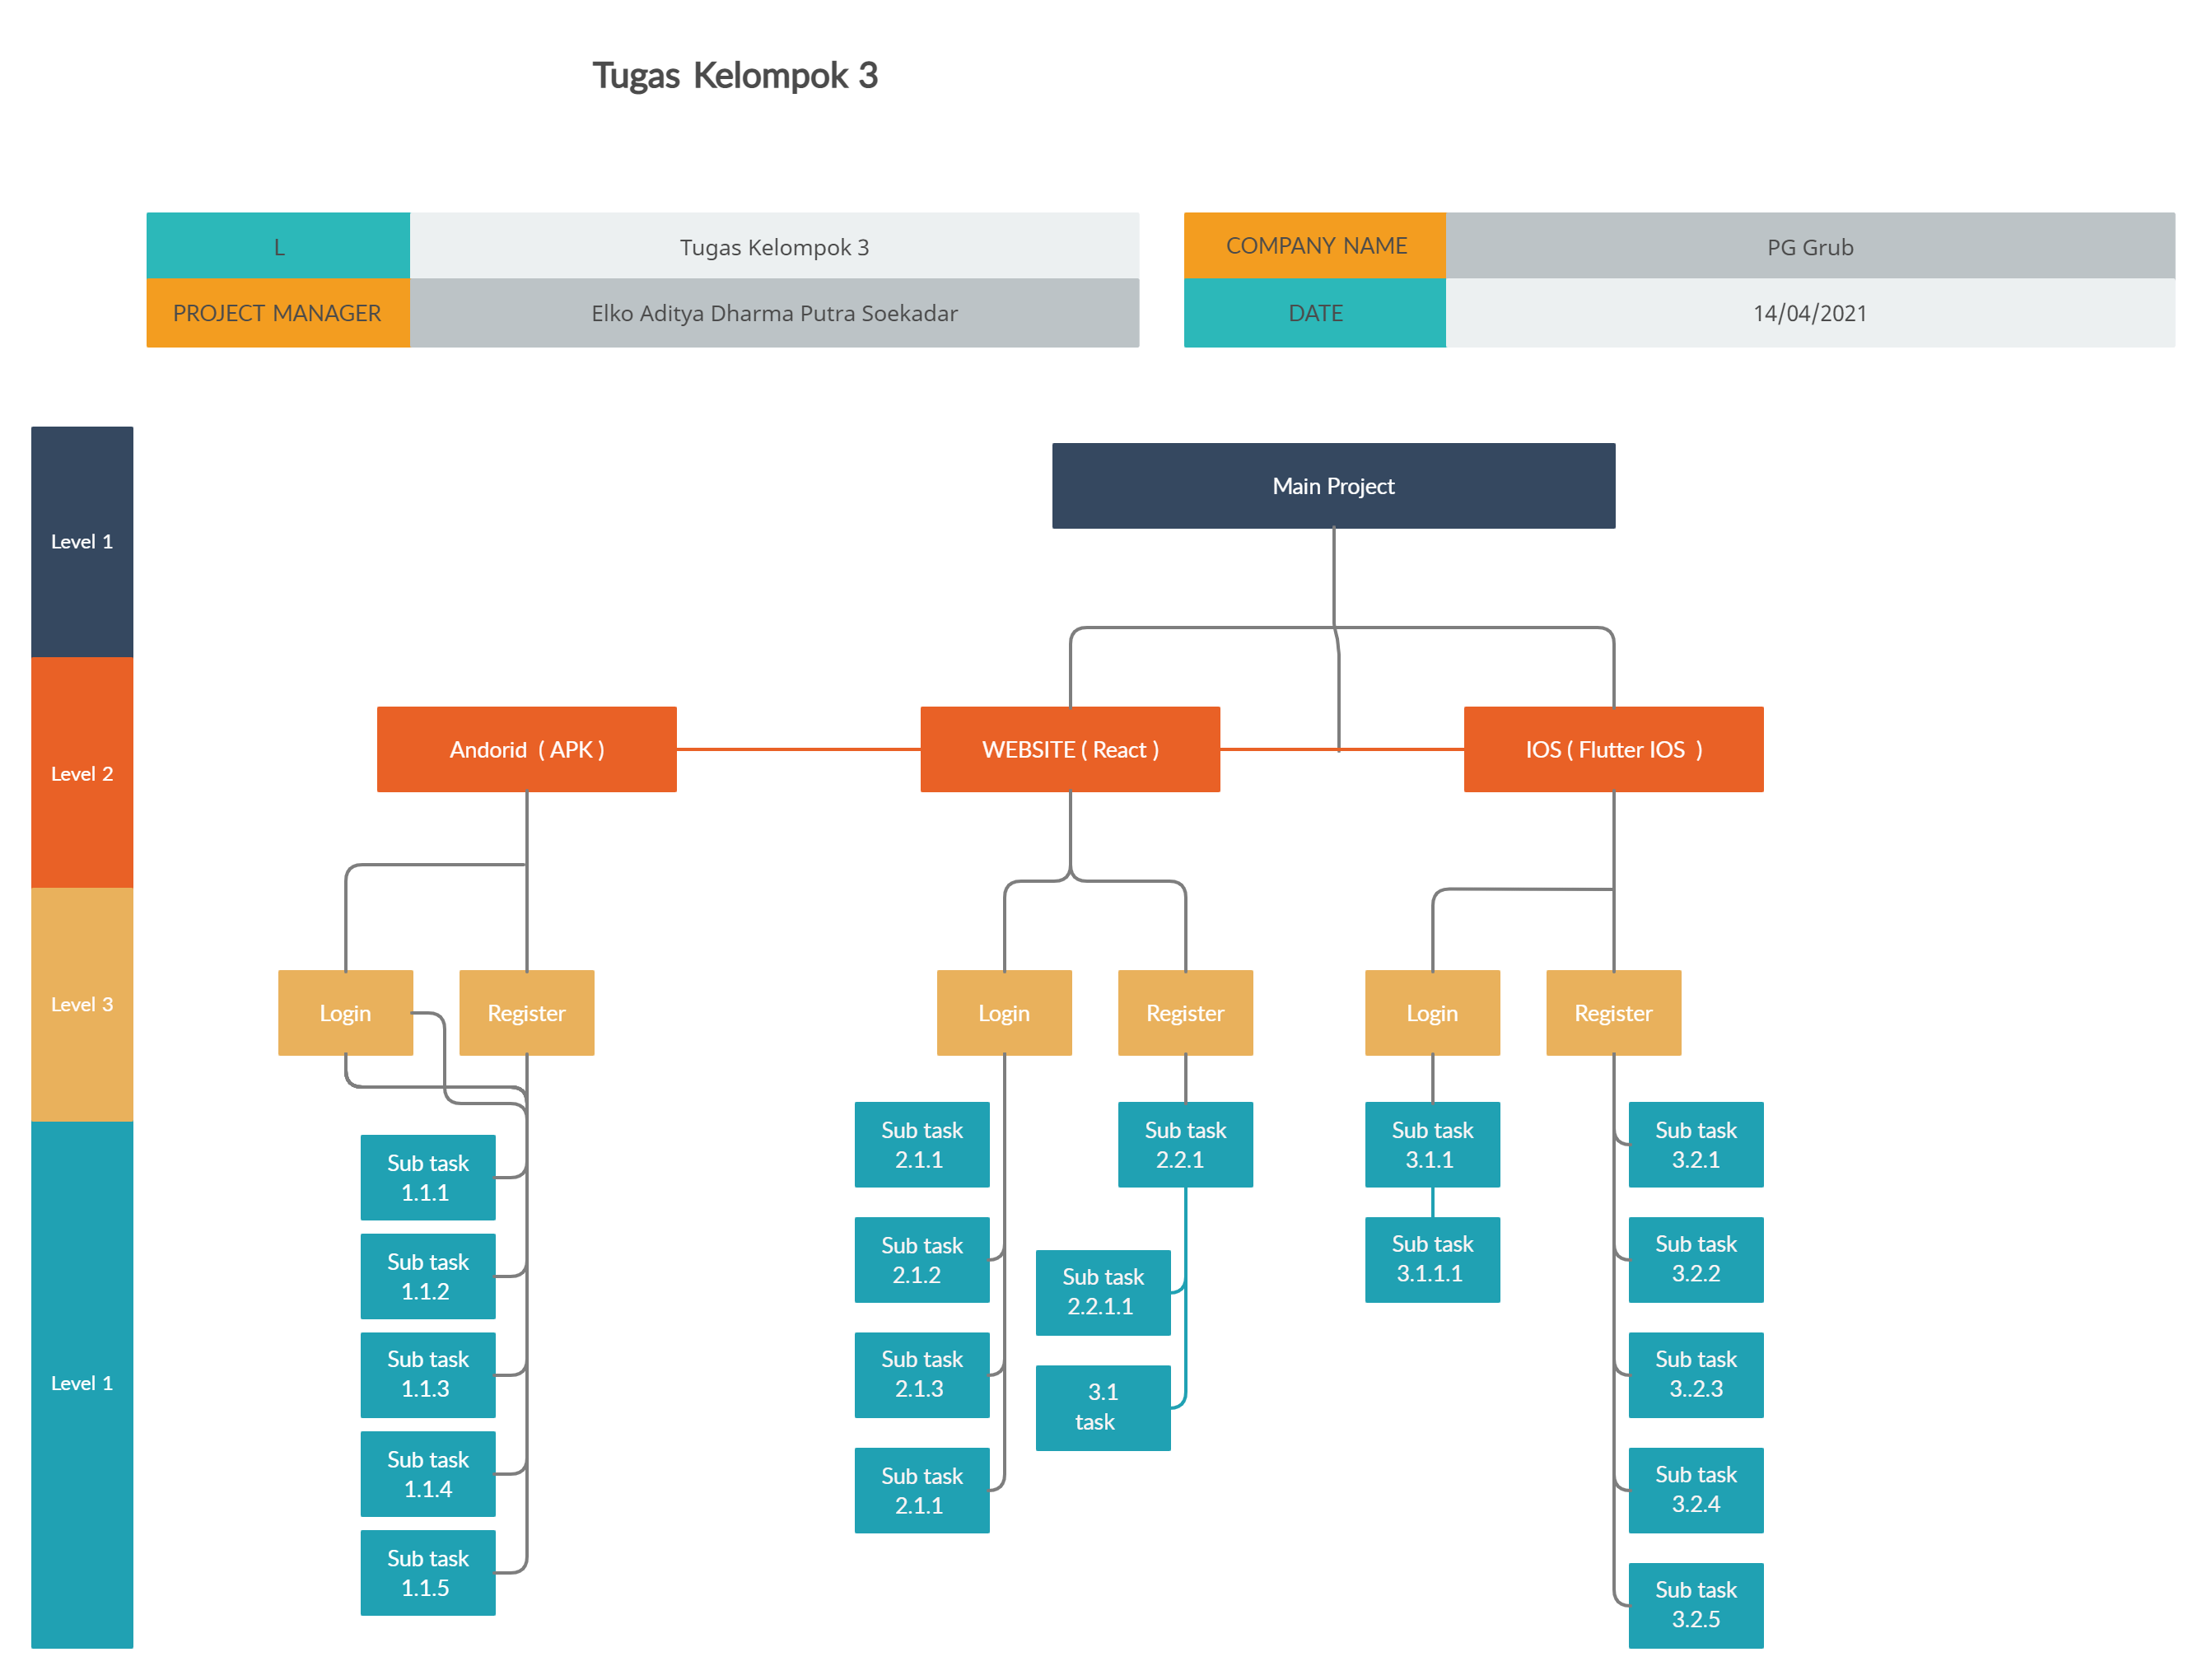 Tugas Kelompok 3
L
Tugas Kelompok 3
COMPANY NAME
PG Grub
PROJECT MANAGER
Elko Aditya Dharma Putra Soekadar
DATE
14/04/2021
Level 1
Main Project
Level 2
Andorid ( APK )
WEBSITE ( React )
IOS ( Flutter IOS )
Level 3
Login
Register
Login
Register
Login
Register
Level 1
Sub task
1.1.1
Sub task
1.1.2
Sub task
1.1.3
Sub task
1.1.4
Sub task
1.1.5
Sub task
2.1.1
Sub task
2.1.2
Sub task
2.1.3
Sub task
2.1.1
Sub task
2.2.1
Sub task
2.2.1.1
3.1
task
Sub task
3.1.1
Sub task
3.1.1.1
Sub task
3.2.1
Sub task
3.2.2
Sub task
3..2.3
Sub task
3.2.4
Sub task
3.2.5